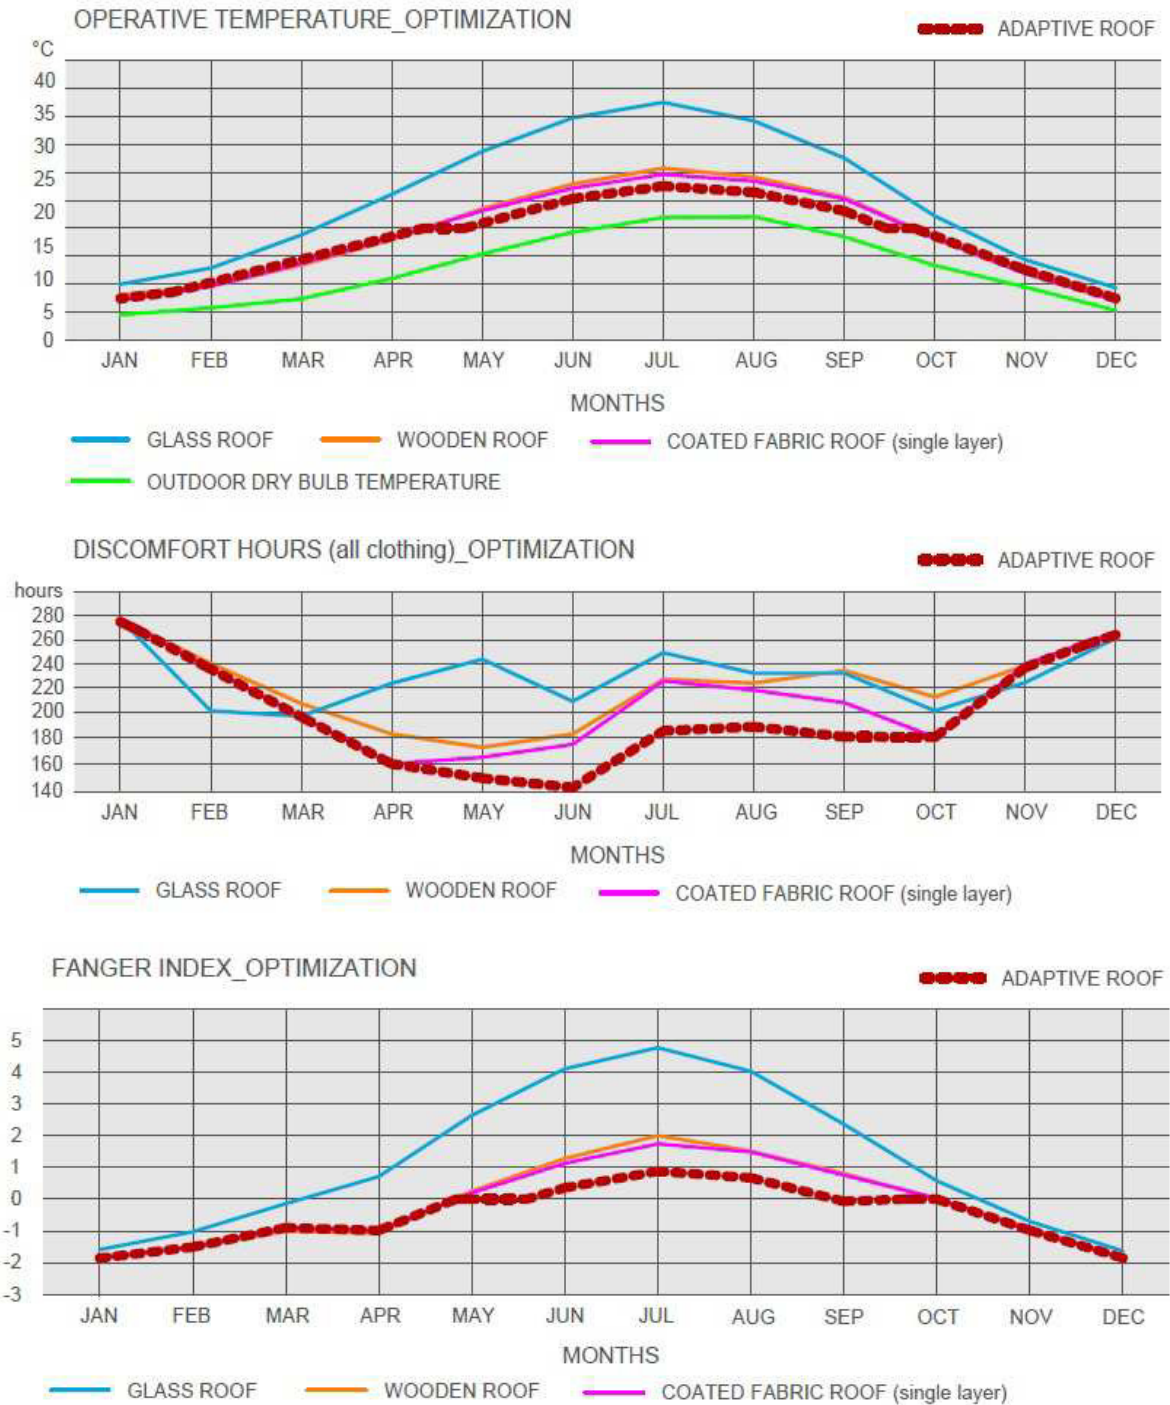 OPERATIVE TEMPERATURE_OPTIMIZATION
ADAPTIVE ROOF
°C
40
35
30
25
20
15
10
5
0
JAN FEB MAR APR MAY JUN JUL AUG SEP OCT NOV DEC
MONTHS
GLASS ROOF WOODEN ROOF COATED FABRIC ROOF (single layer)
OUTDOOR DRY BULB TEMPERATURE
DISCOMFORT HOURS (all clothing)_OPTIMIZATION
ADAPTIVE ROOF
hours
280
260
240
220
200
180
160
140
JAN FEB MAR APR MAY JUN JUL AUG SEP OCT NOV DEC
MONTHS
GLASS ROOF WOODEN ROOF COATED FABRIC ROOF (single layer)
FANGER INDEX_OPTIMIZATION
ADAPTIVE ROOF
5
4
3
2
1
0
-1
-2
-3
JAN FEB MAR APR MAY JUN JUL AUG SEP OCT NOV DEC
MONTHS
GLASS ROOF WOODEN ROOF COATED FABRIC ROOF (single layer)